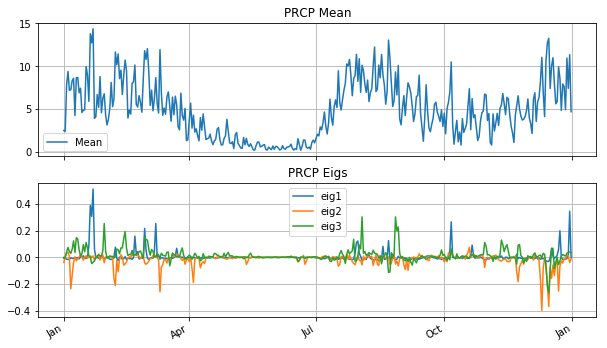 PRCP Mean
15
10
5
0
Mean
PRCP Eigs
0.4
0.2
0.0
−0.2
−0.4
eig1
eig2
eig3
Jan
Apr
Jul
Oct
Jan